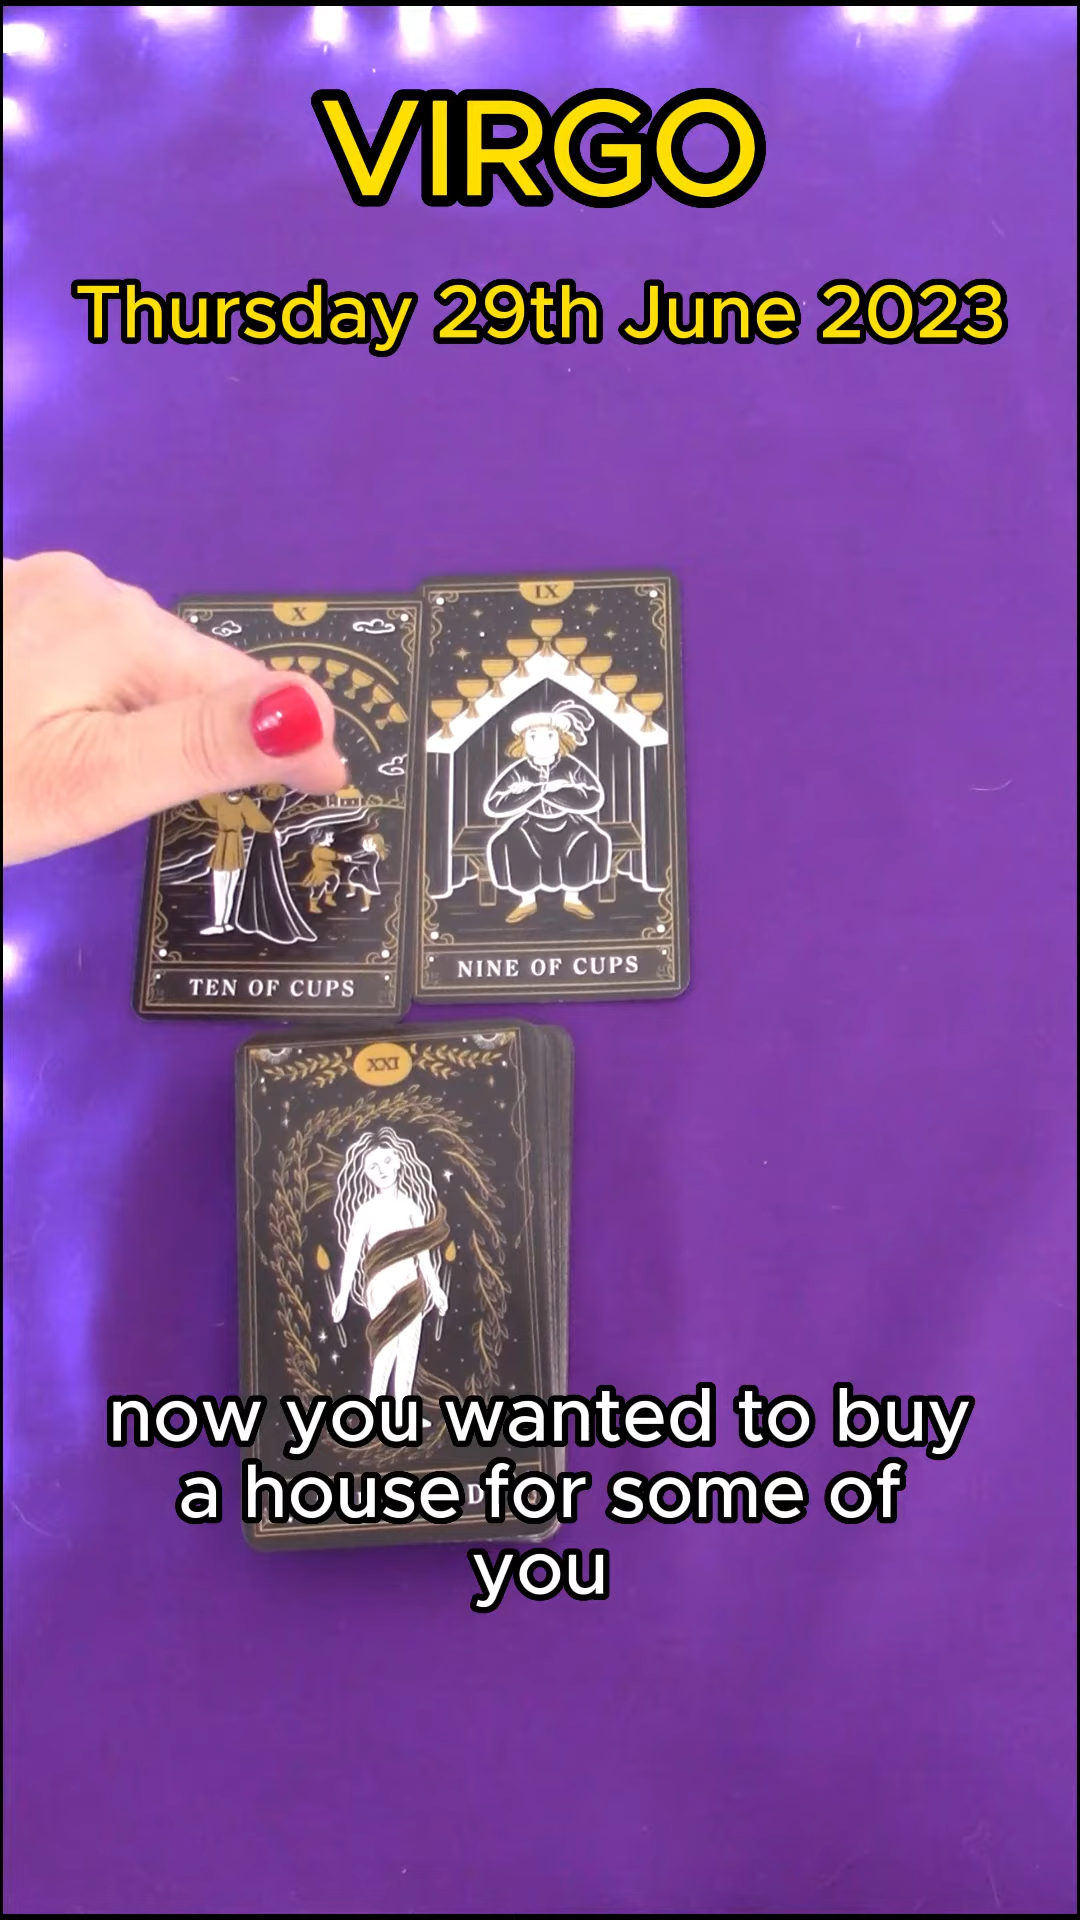 VIRGO
Thursday 29th June 2023
X
IX
TEN OF CUPS
NINE OF CUPS
XXI
now you wanted to buy
a house for some of
you